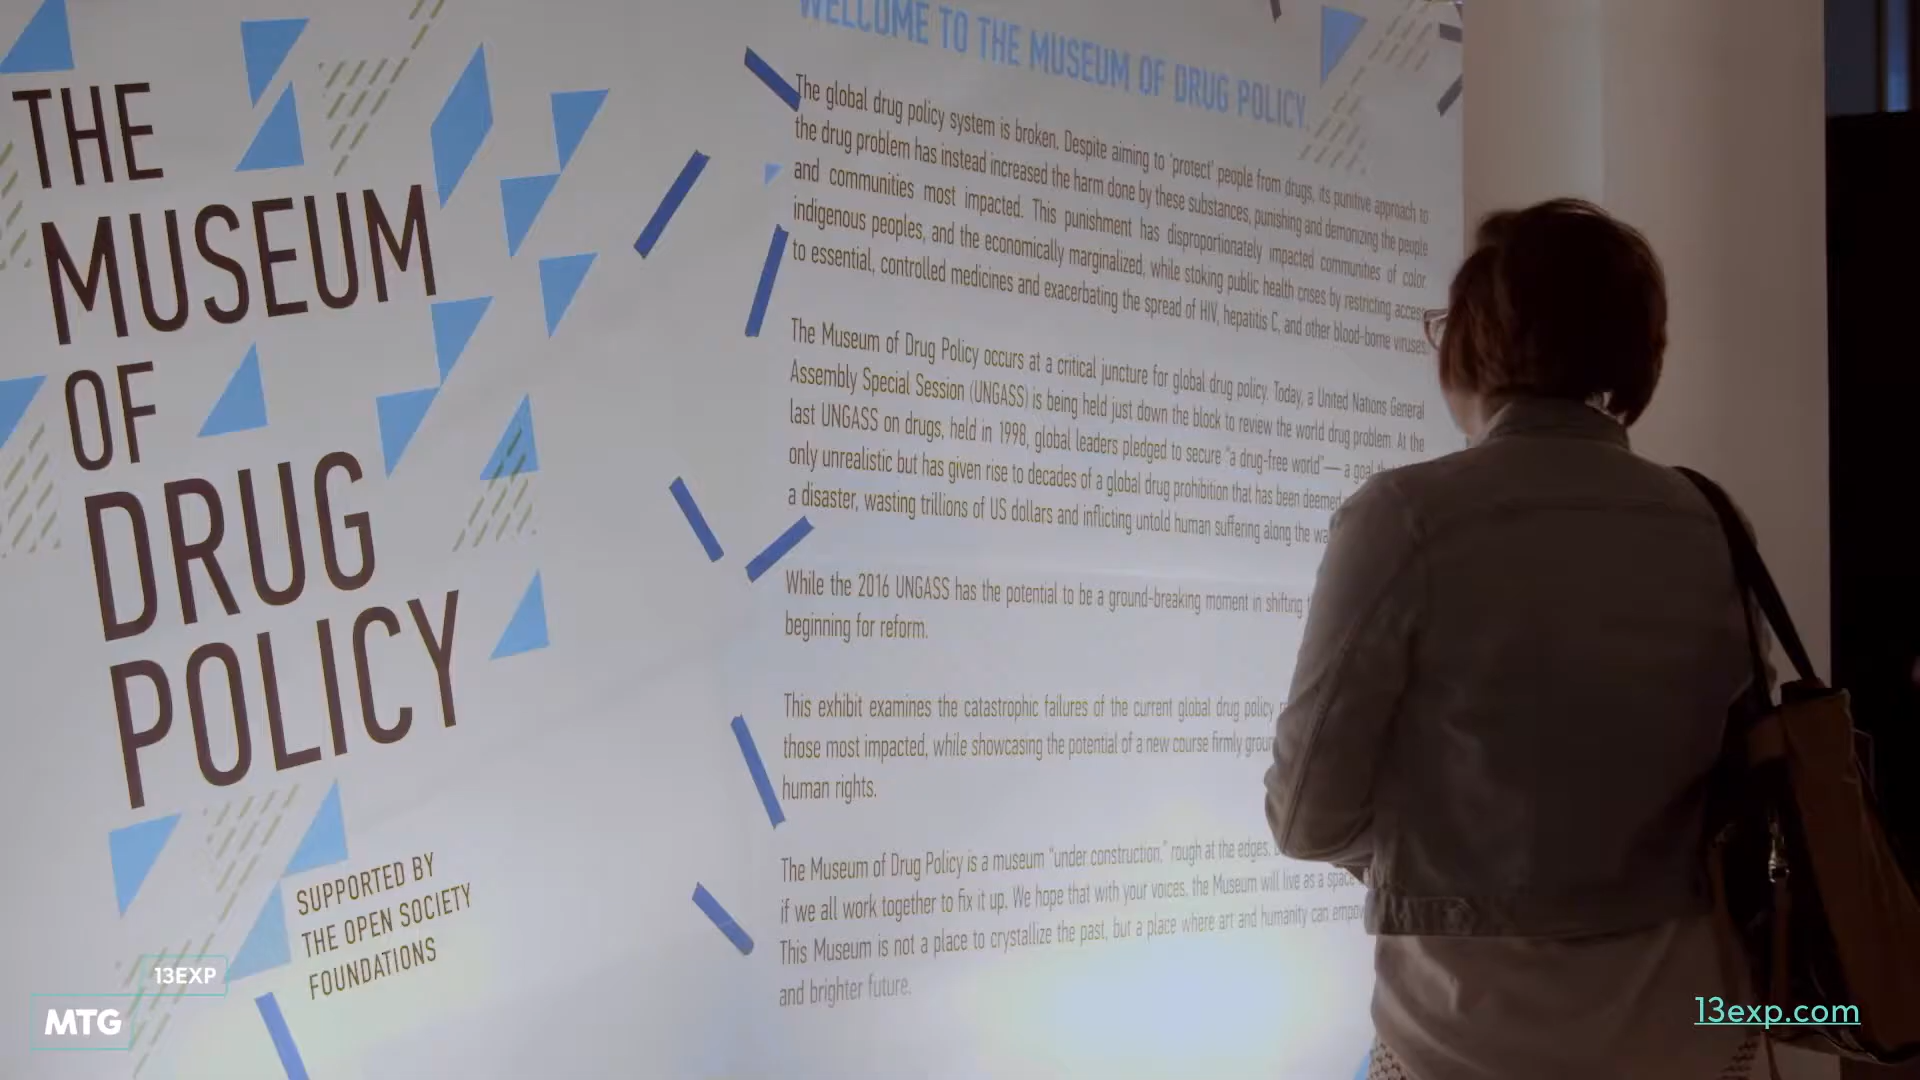 THE
MUSEUM
OF
DRUG
POLICY
SUPPORTED BY
THE OPEN SOCIETY
FOUNDATIONS
WELCOME TO THE MUSEUM OF DRUG POLICY.
The global drug policy system is broken. Despite aiming to 'protect' people from drugs, its punitive approach to
the drug problem has instead increased the harm done by these substances, punishing and demonizing the people
and communities most impacted. This punishment has disproportionately impacted communities of color,
indigenous peoples, and the economically marginalized, while stoking public health crises by restricting access
to essential, controlled medicines and exacerbating the spread of HIV, hepatitis C, and other blood-borne viruses.
The Museum of Drug Policy occurs at a critical juncture for global drug policy. Today, a United Nations General
Assembly Special Session (UNGASS) is being held just down the block to review the world drug problem. At the
last UNGASS on drugs, held in 1998, global leaders pledged to secure "a drug-free world"— a goal
only unrealistic but has given rise to decades of a global drug prohibition that has been deemed
a disaster, wasting trillions of US dollars and inflicting untold human suffering along the
While the 2016 UNGASS has the potential to be a ground-breaking moment in shifting
beginning for reform.
This exhibit examines the catastrophic failures of the current global drug policy
those most impacted, while showcasing the potential of a new course firmly
human rights.
The Museum of Drug Policy is a museum "under construction," rough at the edges.
if we all work together to fix it up. We hope that with your voices, the Museum will live as a space
This Museum is not a place to crystallize the past, but a place where art and humanity can
and brighter future.
13EXP
MTG
13exp.com